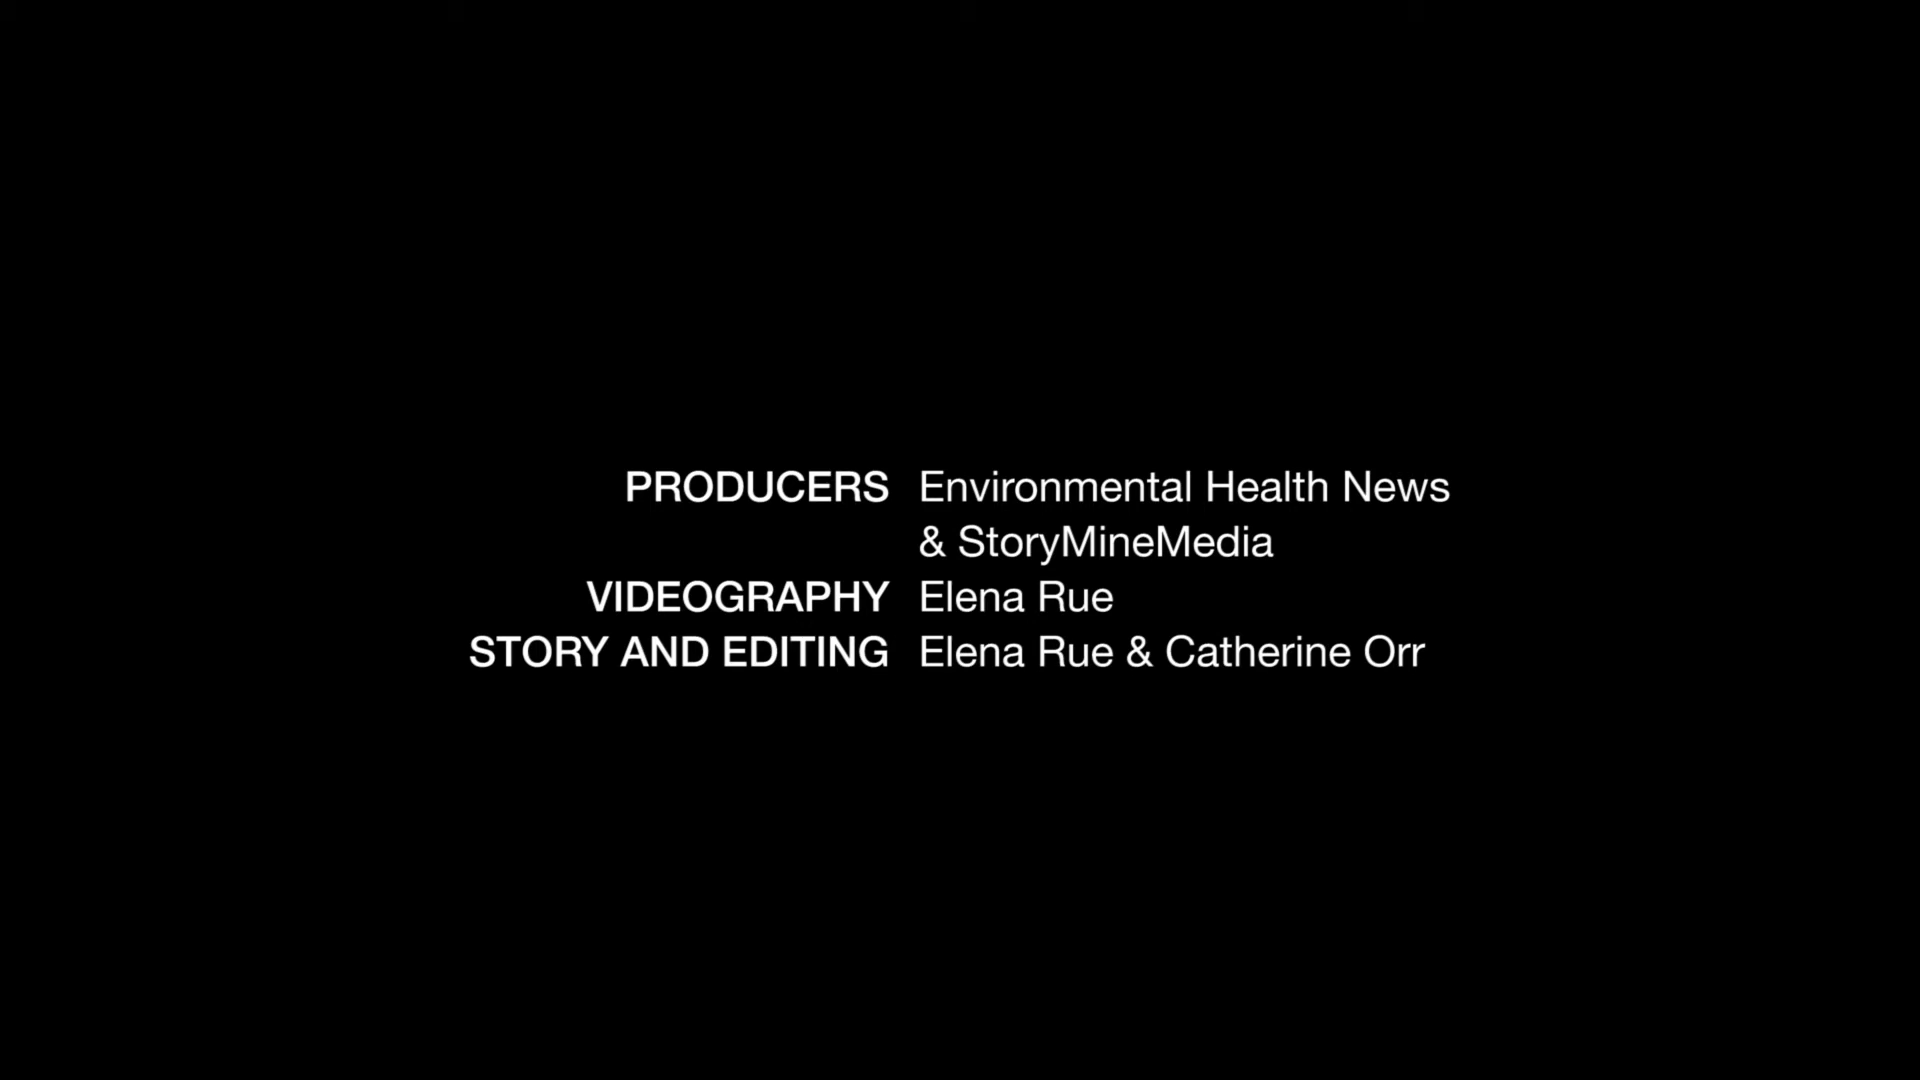 PRODUCERS Environmental Health News
& StoryMineMedia
VIDEOGRAPHY Elena Rue
STORY AND EDITING Elena Rue & Catherine Orr